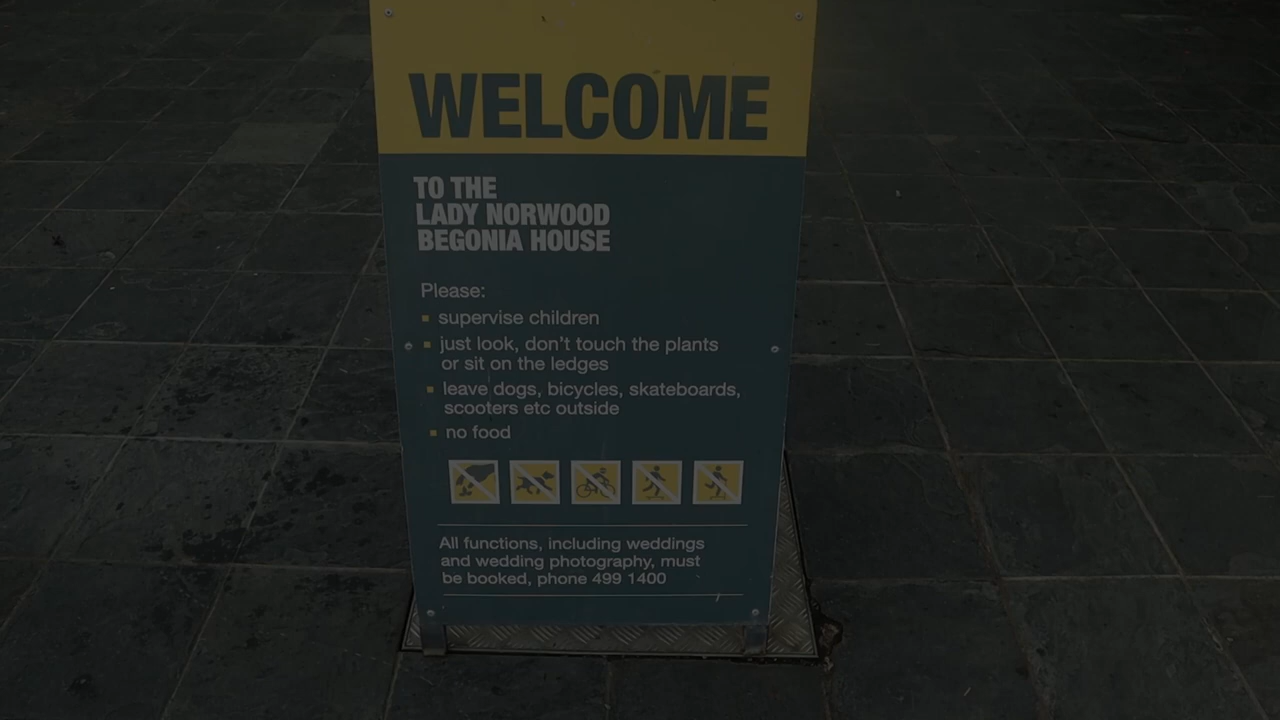 WELCOME
TO THE
LADY NORWOOD
BEGONIA HOUSE
Please:
supervise children
just look, don't touch the plants
or sit on the ledges
leave dogs, bicycles, skateboards,
scooters etc outside
no food
All functions, including weddings
and wedding photography, must
be booked, phone 499 1400